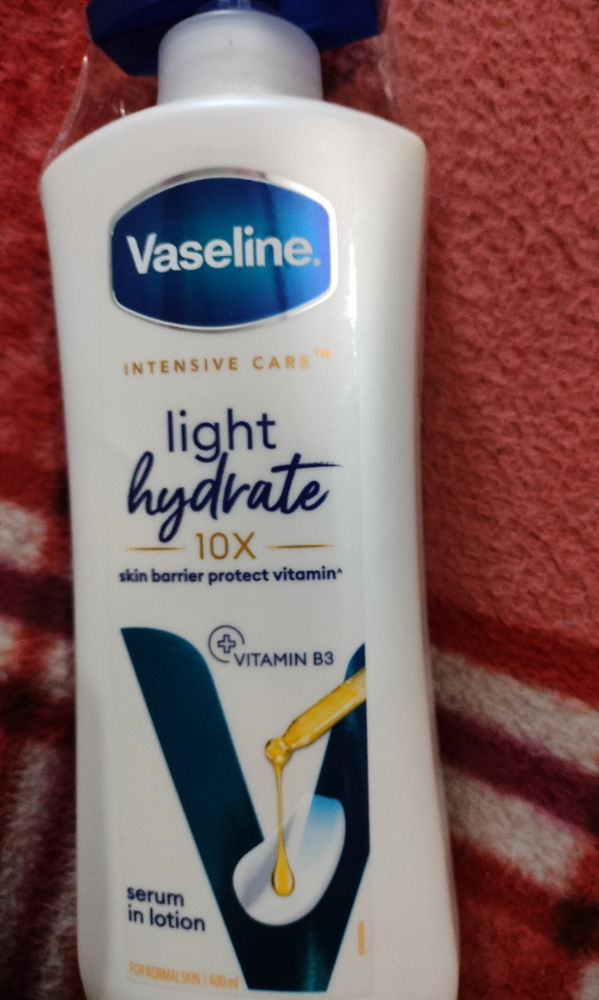 Vaseline.
INTENSIVE CARE™
light
hydrate
10X
skin barrier protect vitamin^
VITAMIN B3
serum
in lotion
FOR NORMAL SKIN | 400 ml